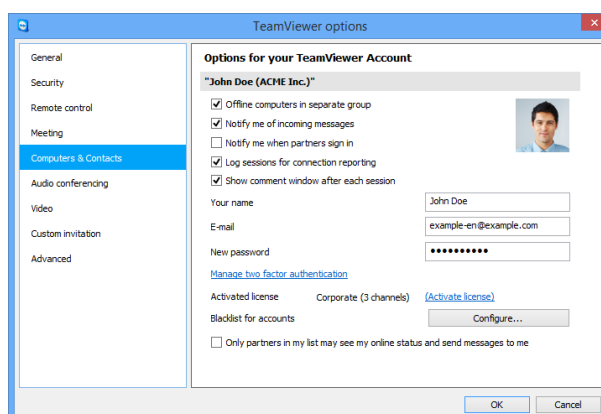 TeamViewer options
General
Security
Remote control
Meeting
Computers & Contacts
Audio conferencing
Video
Custom invitation
Advanced
Options for your TeamViewer Account
"John Doe (ACME Inc.)"
Offline computers in separate group
Notify me of incoming messages
Notify me when partners sign in
Log sessions for connection reporting
Show comment window after each session
Your name John Doe
E-mail example-en@example.com
New password
Manage two factor authentication
Activated license Corporate (3 channels) (Activate license)
Blacklist for accounts Configure...
Only partners in my list may see my online status and send messages to me
OK Cancel